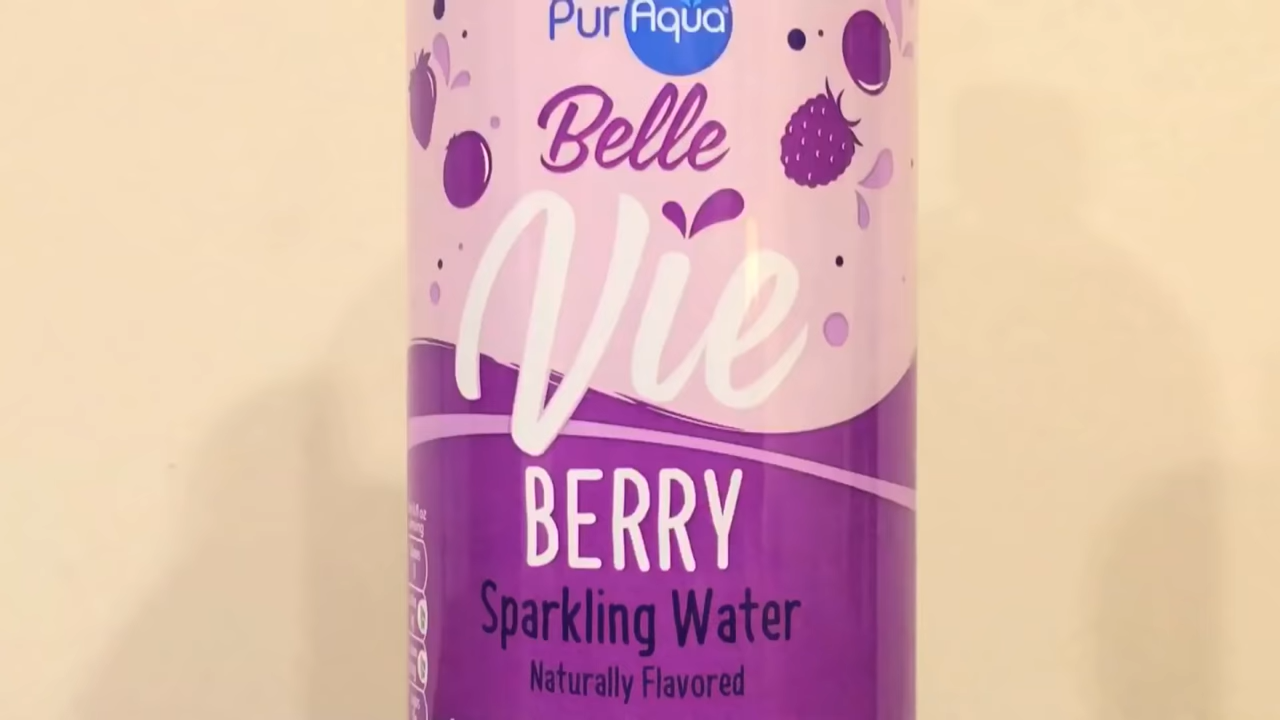 PurAqua
Belle
Vie
BERRY
Sparkling Water
Naturally Flavored